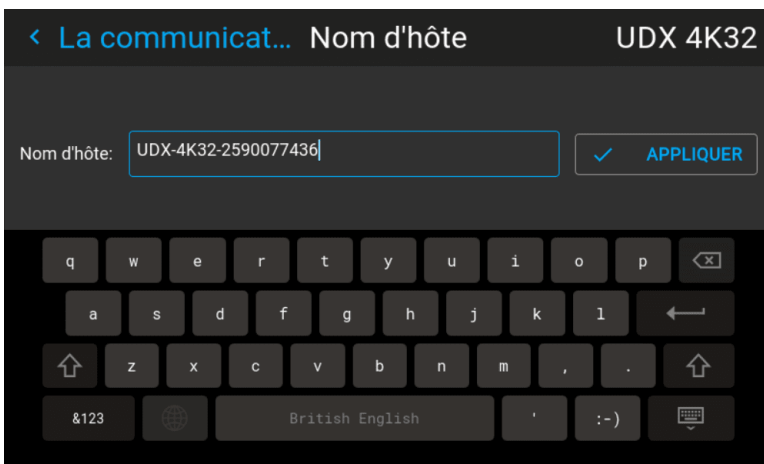 La communicat... Nom d'hôte UDX 4K32
Nom d'hôte: UDX-4K32-2590077436 APPLIQUER
q w e r t y u i o p
a s d f g h j k l
z x c v b n m , .
&123 British English ' :-)